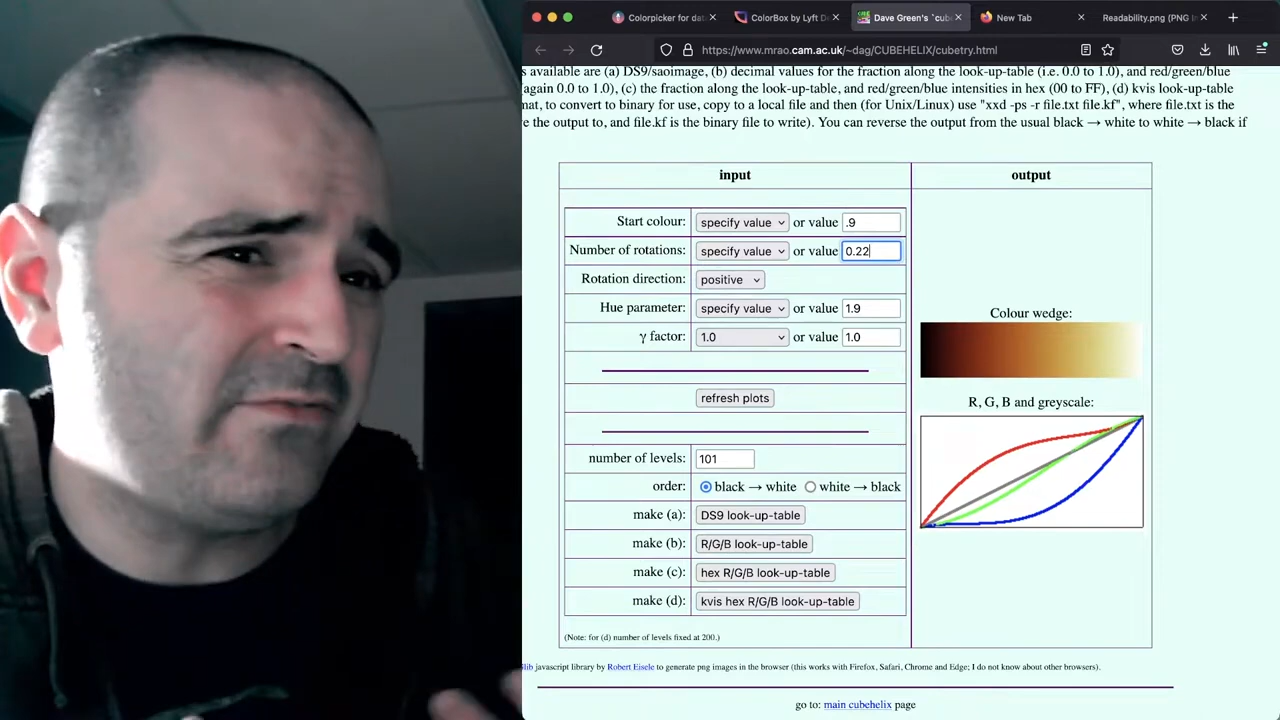 Colorpicker for da
ColorBox by Lyft D
Dave Green's `cub
New Tab
Readability.png (PNG I
https://www.mrao.cam.ac.uk/~dag/CUBEHELIX/cubetry.html
s available are (a) DS9/saoimage, (b) decimal values for the fraction along the look-up-table (i.e. 0.0 to 1.0), and red/green/blue
again 0.0 to 1.0), (c) the fraction along the look-up-table, and red/green/blue intensities in hex (00 to FF), (d) kvis look-up-table
mat, to convert to binary for use, copy to a local file and then (for Unix/Linux) use "xxd -ps -r file.txt file.kf", where file.txt is the
e the output to, and file.kf is the binary file to write). You can reverse the output from the usual black → white to white → black if
input
output
Start colour: specify value or value .9
Number of rotations: specify value or value 0.22
Rotation direction: positive
Hue parameter: specify value or value 1.9
γ factor: 1.0 or value 1.0
refresh plots
Colour wedge:
R, G, B and greyscale:
number of levels: 101
order: black → white white → black
make (a): DS9 look-up-table
make (b): R/G/B look-up-table
make (c): hex R/G/B look-up-table
make (d): kvis hex R/G/B look-up-table
(Note: for (d) number of levels fixed at 200.)
lib javascript library by Robert Eisele to generate png images in the browser (this works with Firefox, Safari, Chrome and Edge; I do not know about other browsers).
go to: main cubehelix page